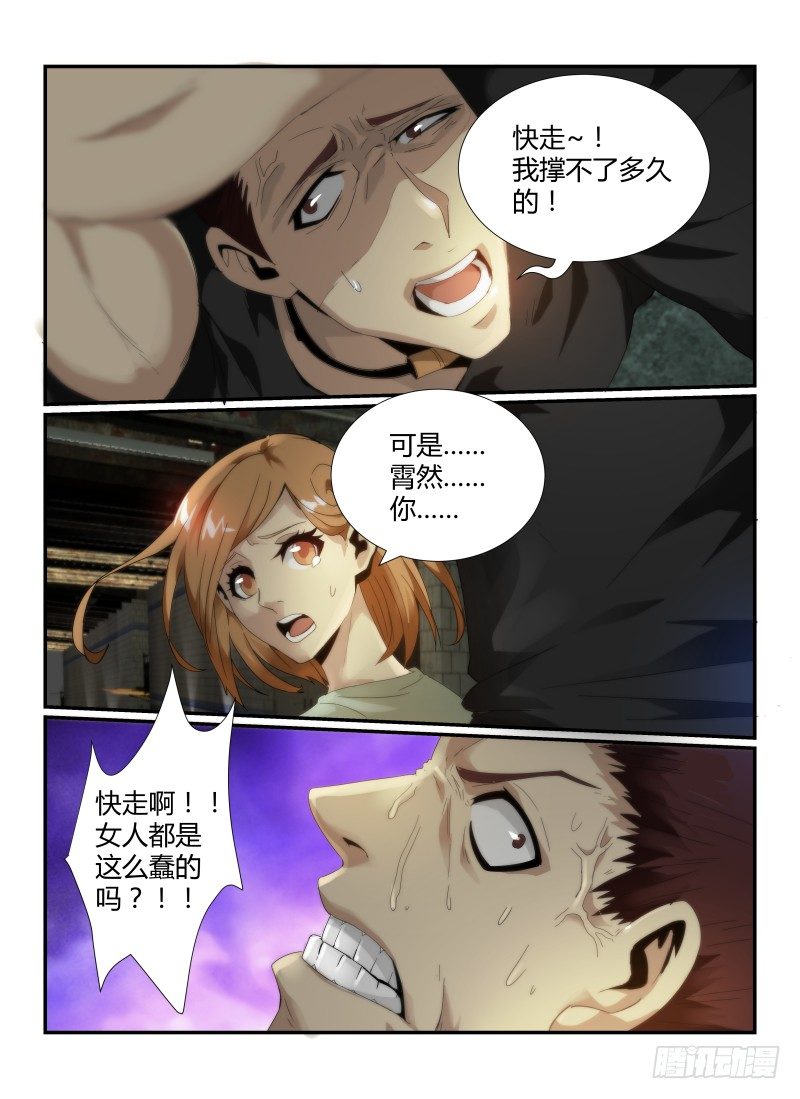 快走~！
我撑不了多久
的！
可是……
霄然……
你……
快走啊！！
女人都是
这么蠢的
吗？！！
腾讯动漫